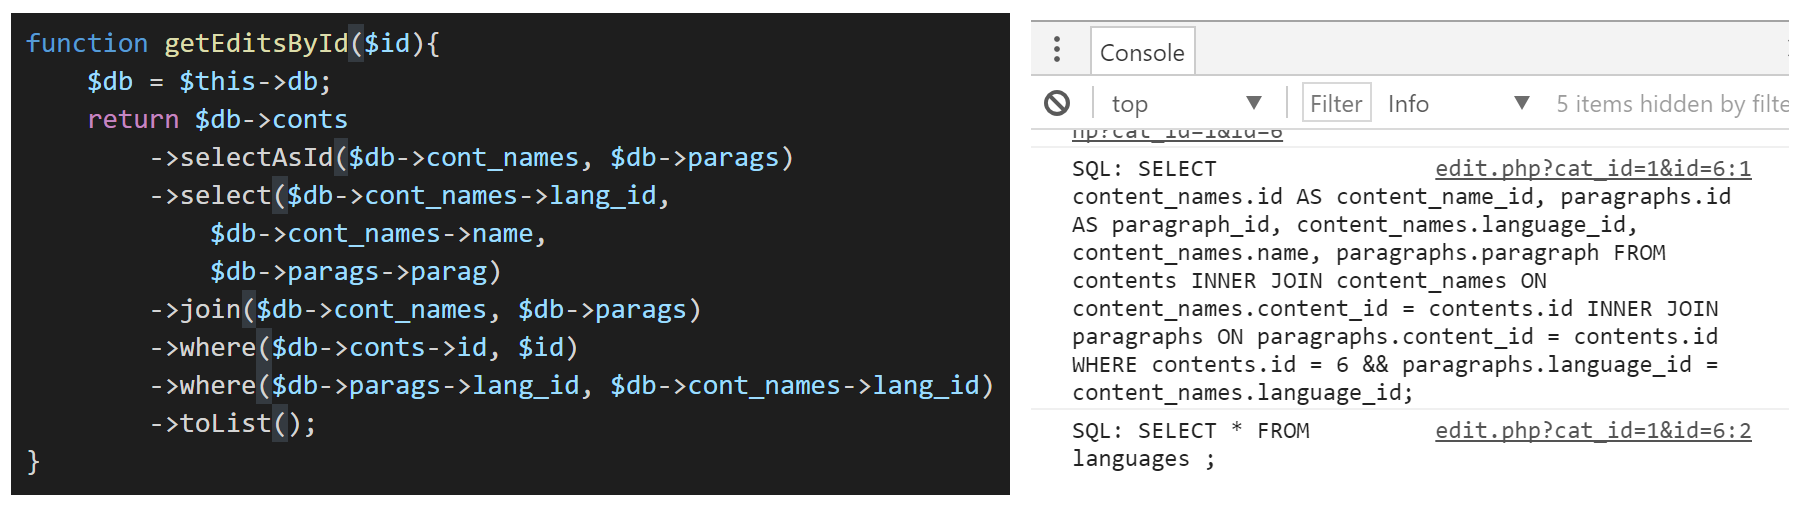 function getEditsById($id){
    $db = $this->db;
    return $db->conts
        ->selectAsId($db->cont_names, $db->parags)
        ->select($db->cont_names->lang_id,
            $db->cont_names->name,
            $db->parags->parag)
        ->join($db->cont_names, $db->parags)
        ->where($db->conts->id, $id)
        ->where($db->parags->lang_id, $db->cont_names->lang_id)
        ->toList();
}
Console
top Filter Info 5 items hidden by filte
hp?cat_id=1&id=6
SQL: SELECT edit.php?cat_id=1&id=6:1
content_names.id AS content_name_id, paragraphs.id
AS paragraph_id, content_names.language_id,
content_names.name, paragraphs.paragraph FROM
contents INNER JOIN content_names ON
content_names.content_id = contents.id INNER JOIN
paragraphs ON paragraphs.content_id = contents.id
WHERE contents.id = 6 && paragraphs.language_id =
content_names.language_id;
SQL: SELECT * FROM edit.php?cat_id=1&id=6:2
languages ;